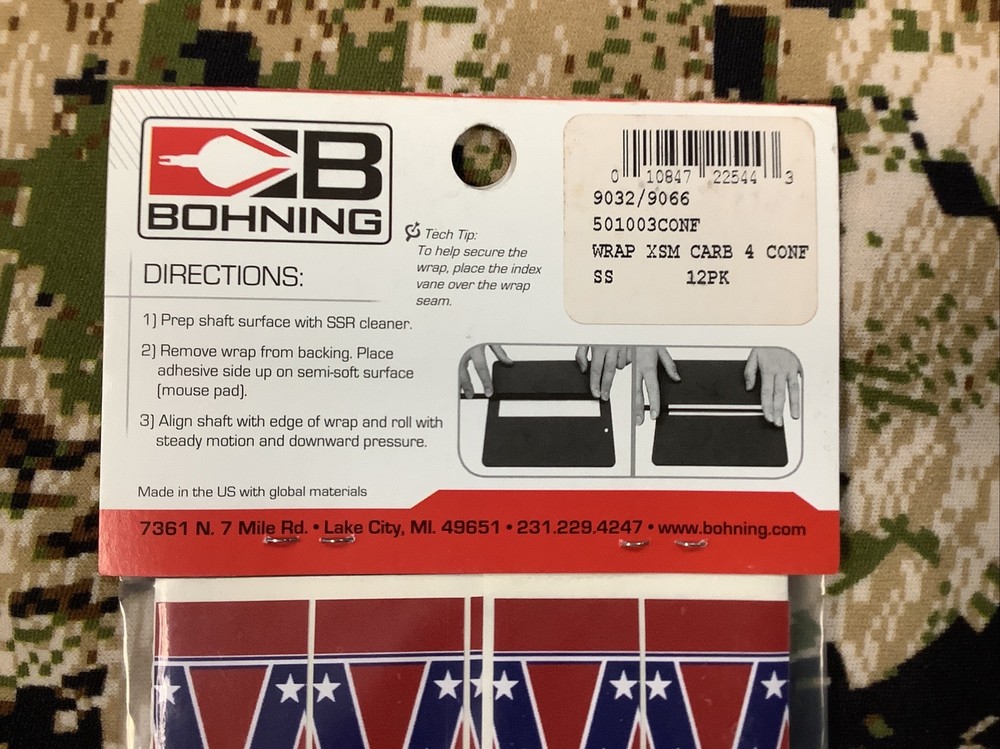 B
BOHNING
DIRECTIONS:
Tech Tip:
To help secure the
wrap, place the index
vane over the wrap
seam.
1) Prep shaft surface with SSR cleaner.
2) Remove wrap from backing. Place
adhesive side up on semi-soft surface
(mouse pad).
3) Align shaft with edge of wrap and roll with
steady motion and downward pressure.
Made in the US with global materials
0 10847 22544 3
9032/9066
501003CONF
WRAP XSM CARB 4 CONF
SS 12PK
7361 N. 7 Mile Rd. • Lake City, MI. 49651 • 231.229.4247 • www.bohning.com